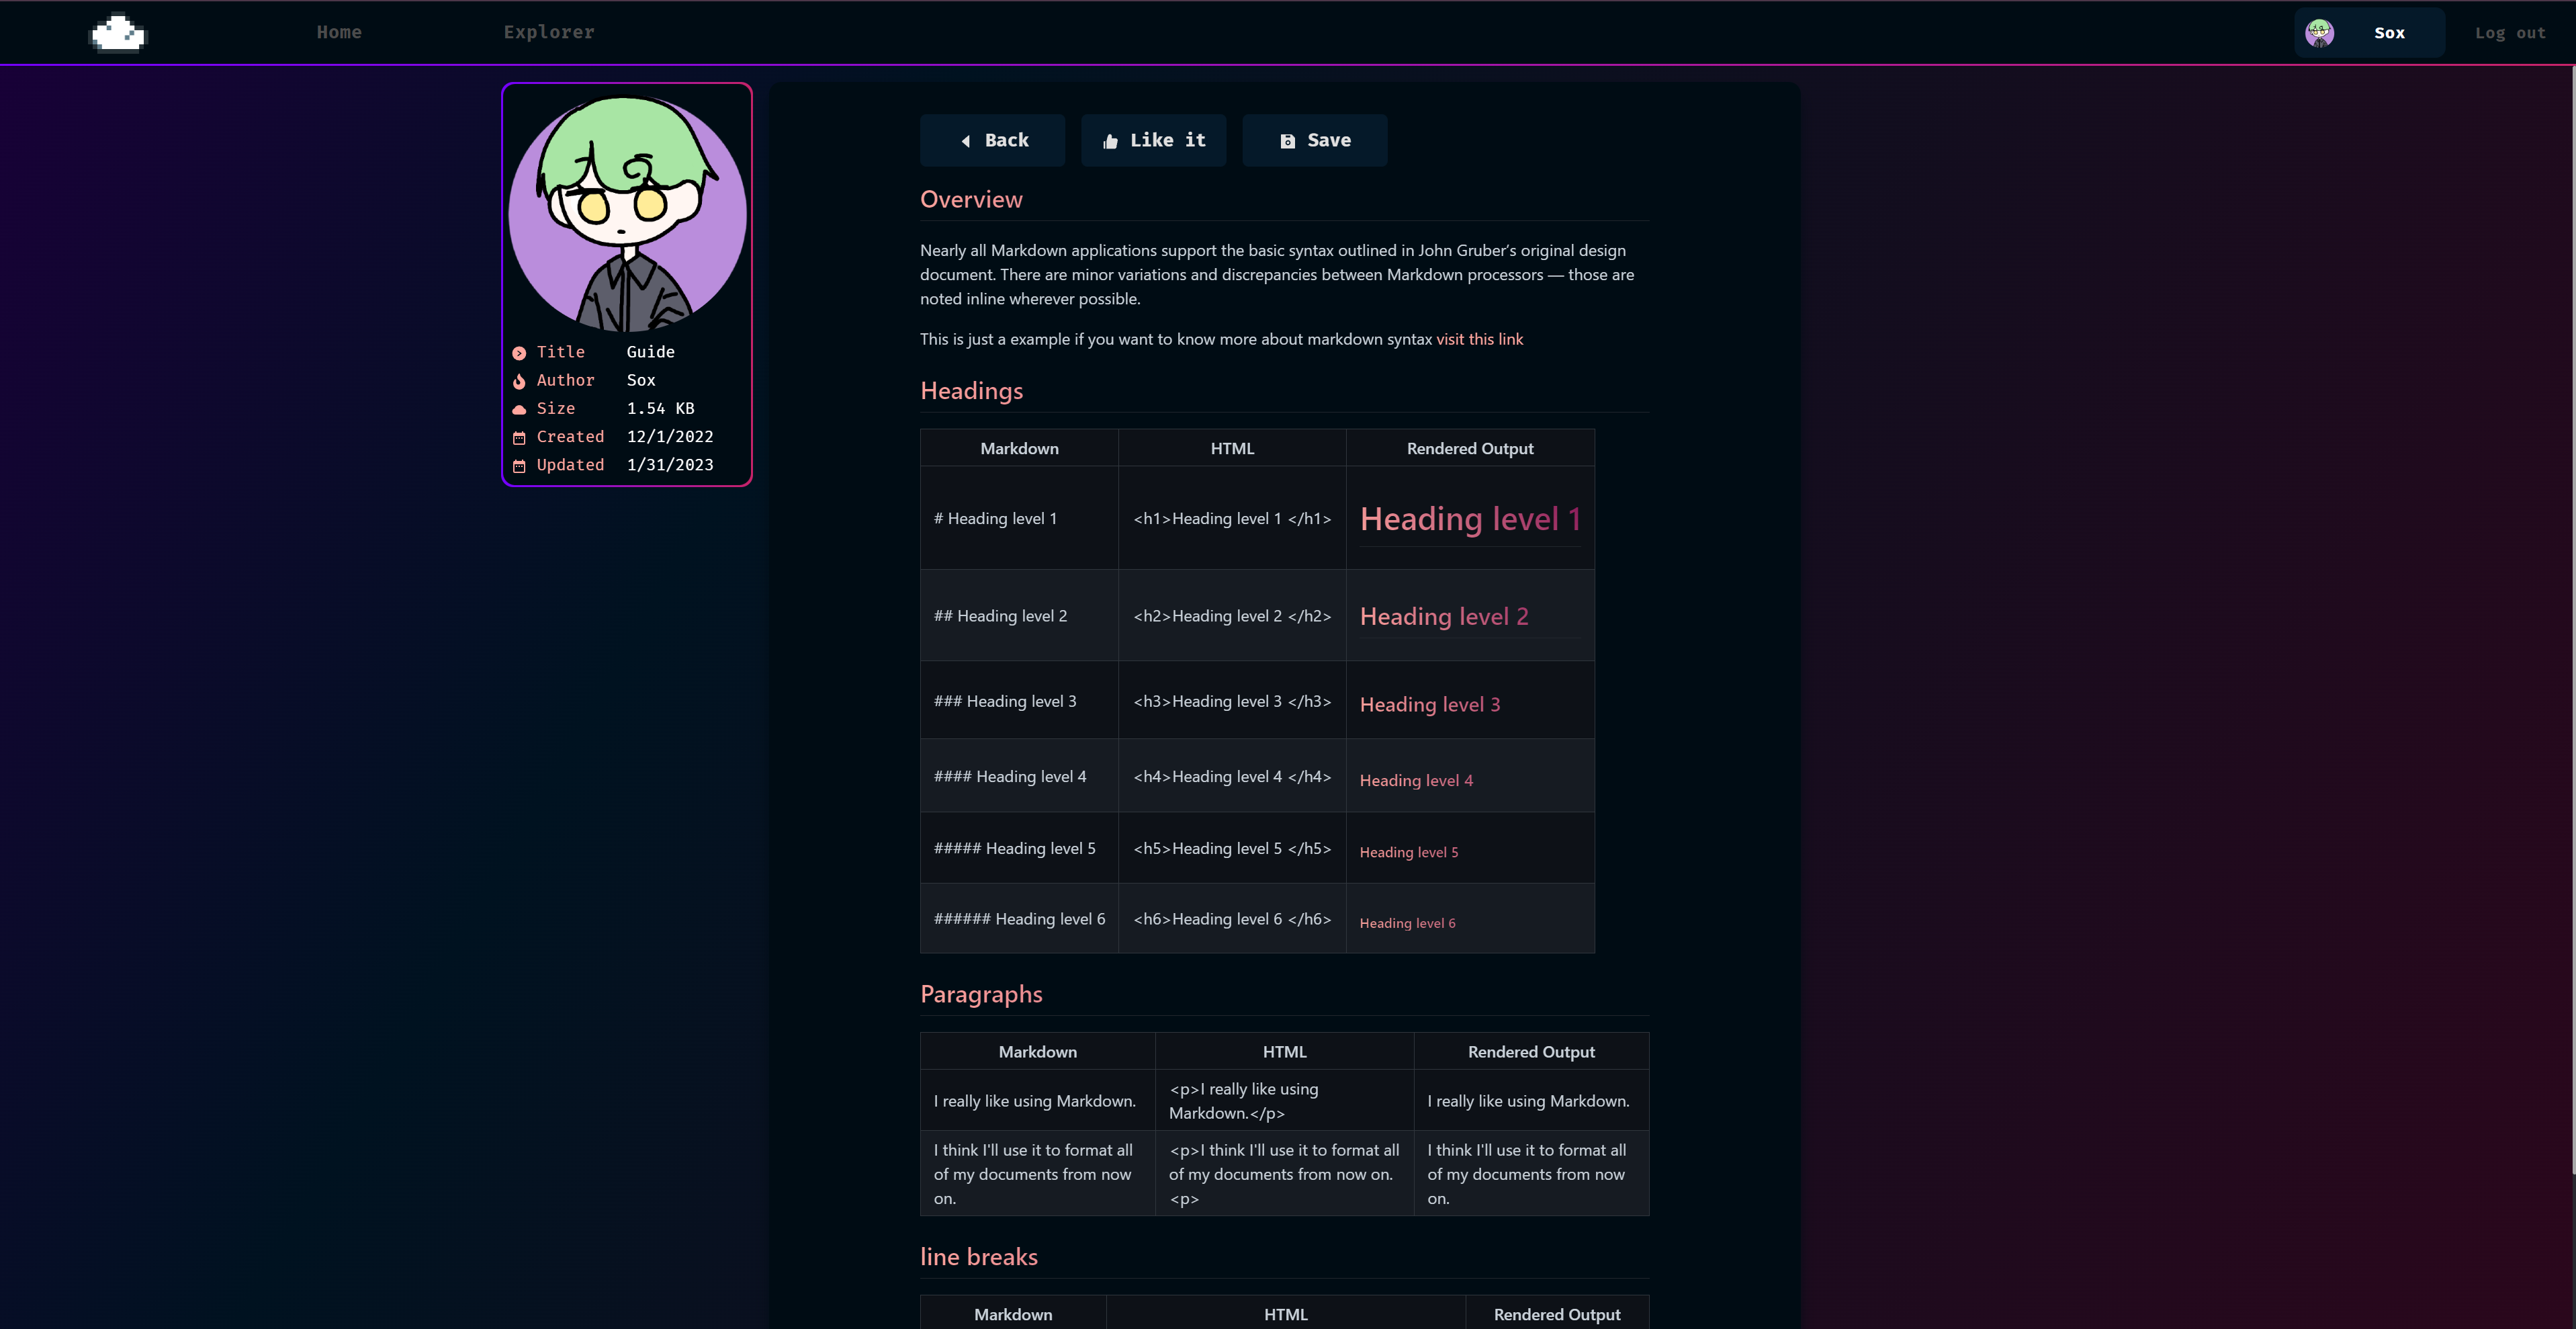 Home
Explorer
Sox
Log out
Title Guide
Author Sox
Size 1.54 KB
Created 12/1/2022
Updated 1/31/2023
Back
Like it
Save
Overview
Nearly all Markdown applications support the basic syntax outlined in John Gruber’s original design
document. There are minor variations and discrepancies between Markdown processors — those are
noted inline wherever possible.
This is just a example if you want to know more about markdown syntax visit this link
Headings
Markdown HTML Rendered Output
# Heading level 1 <h1>Heading level 1 </h1> Heading level 1
## Heading level 2 <h2>Heading level 2 </h2> Heading level 2
### Heading level 3 <h3>Heading level 3 </h3> Heading level 3
#### Heading level 4 <h4>Heading level 4 </h4> Heading level 4
##### Heading level 5 <h5>Heading level 5 </h5> Heading level 5
###### Heading level 6 <h6>Heading level 6 </h6> Heading level 6
Paragraphs
Markdown HTML Rendered Output
I really like using Markdown.
<p>I really like using
Markdown.</p>
I really like using Markdown.
I think I'll use it to format all
of my documents from now
on.
<p>I think I'll use it to format all
of my documents from now on.
<p>
I think I'll use it to format all
of my documents from now
on.
line breaks
Markdown HTML Rendered Output